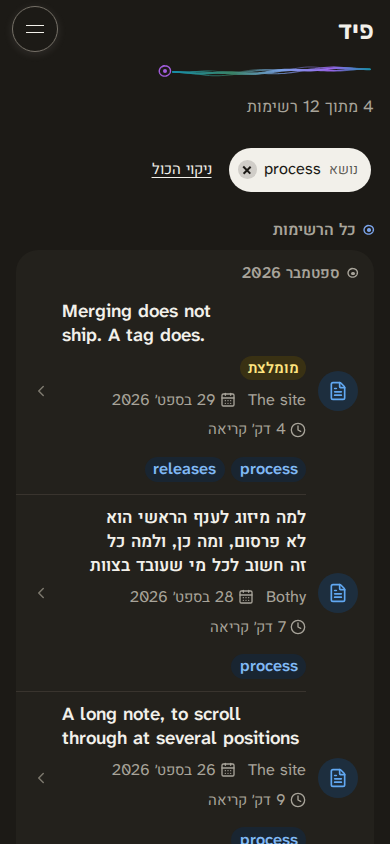 פיד
4 מתוך 12 רשימות
נושא process
ניקוי הכול
כל הרשימות
ספטמבר 2026
Merging does not
ship. A tag does.
מומלצת
The site 29 בספט׳ 2026
4 דק׳ קריאה
process releases
למה מיזוג לענף הראשי הוא
לא פרסום, ומה כן, ולמה כל
זה חשוב לכל מי שעובד בצוות
Bothy 28 בספט׳ 2026
7 דק׳ קריאה
process
A long note, to scroll
through at several positions
The site 26 בספט׳ 2026
9 דק׳ קריאה
process